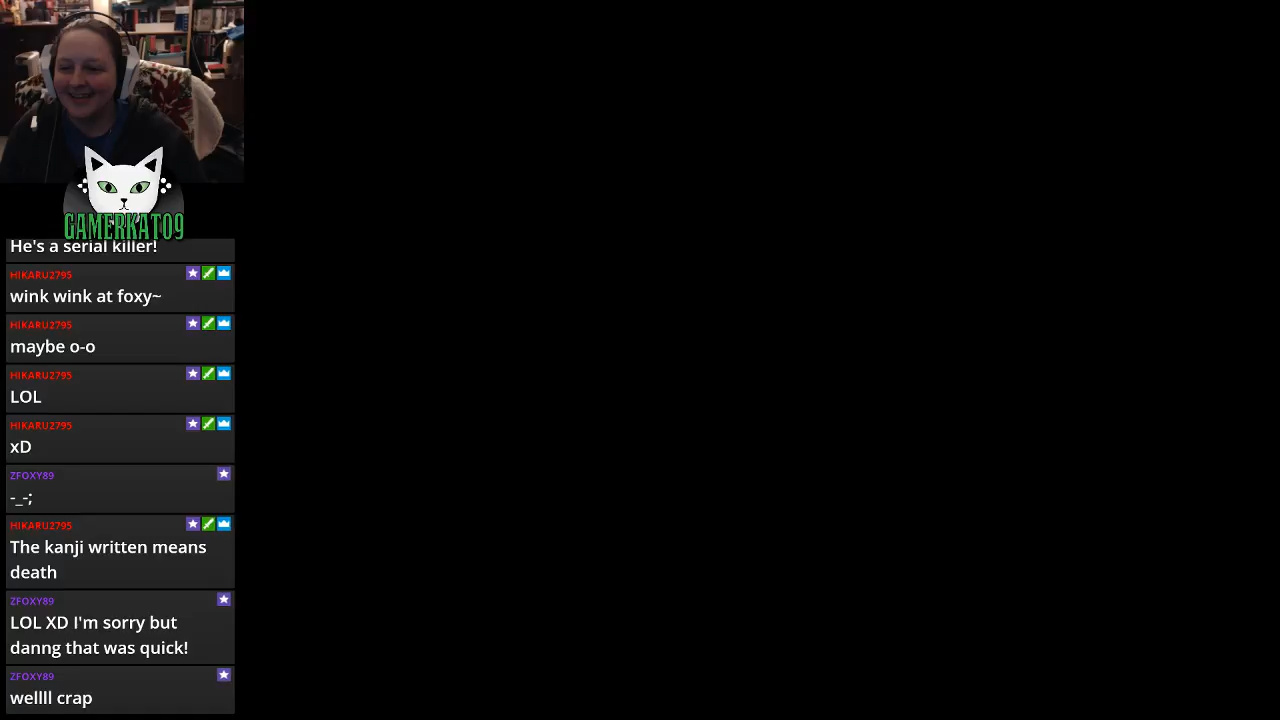 GAMERKAT09
He's a serial killer!
HIKARU2795
wink wink at foxy~
HIKARU2795
maybe o-o
HIKARU2795
LOL
HIKARU2795
xD
ZFOXY89
-_-;
HIKARU2795
The kanji written means
death
ZFOXY89
LOL XD I'm sorry but
danng that was quick!
ZFOXY89
wellll crap